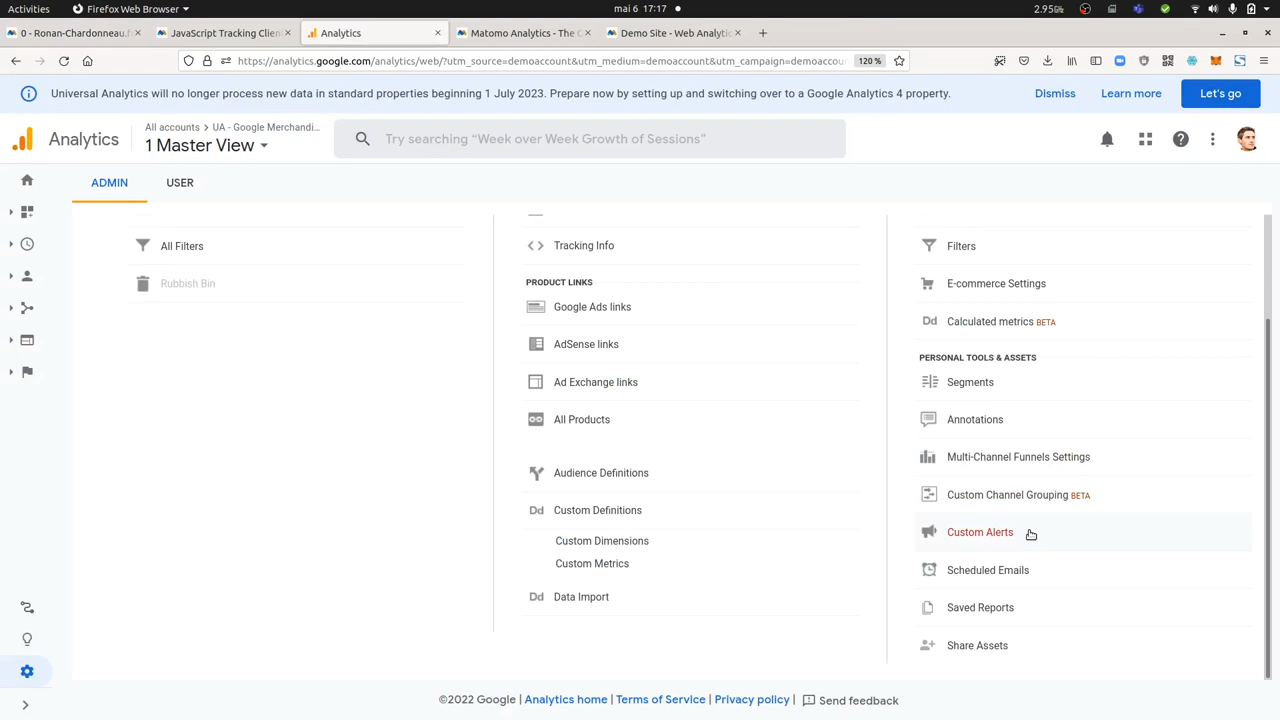 Activities
Firefox Web Browser
mai 6 17:17
2.95%
0 - Ronan-Chardonneau.f
JavaScript Tracking Clien
Analytics
Matomo Analytics - The C
Demo Site - Web Analytic
https://analytics.google.com/analytics/web/?utm_source=demoaccount&utm_medium=demoaccount&utm_campaign=demoaccou
120 %
Universal Analytics will no longer process new data in standard properties beginning 1 July 2023. Prepare now by setting up and switching over to a Google Analytics 4 property.
Dismiss
Learn more
Let's go
Analytics
All accounts > UA - Google Merchandi...
1 Master View
Try searching “Week over Week Growth of Sessions”
ADMIN
USER
All Filters
Rubbish Bin
Tracking Info
PRODUCT LINKS
Google Ads links
AdSense links
Ad Exchange links
All Products
Audience Definitions
Dd Custom Definitions
Custom Dimensions
Custom Metrics
Dd Data Import
Filters
E-commerce Settings
Dd Calculated metrics BETA
PERSONAL TOOLS & ASSETS
Segments
Annotations
Multi-Channel Funnels Settings
Custom Channel Grouping BETA
Custom Alerts
Scheduled Emails
Saved Reports
Share Assets
©2022 Google | Analytics home | Terms of Service | Privacy policy | Send feedback